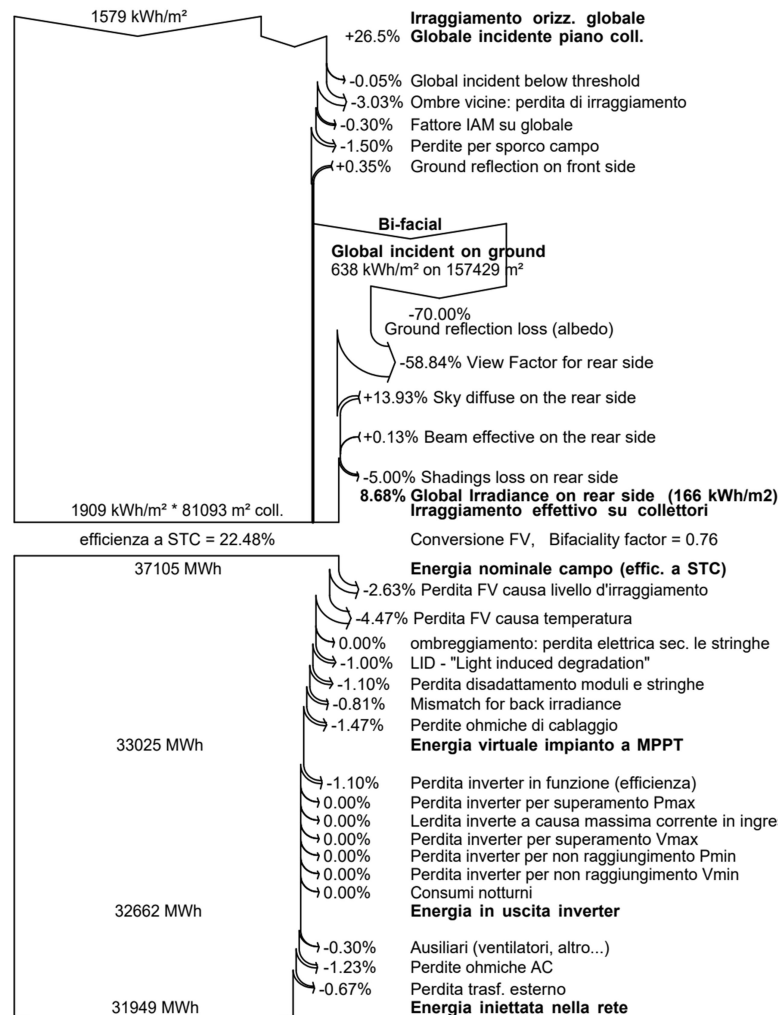 1579 kWh/m² Irraggiamento orizz. globale
+26.5% Globale incidente piano coll.
-0.05% Global incident below threshold
-3.03% Ombre vicine: perdita di irraggiamento
-0.30% Fattore IAM su globale
-1.50% Perdite per sporco campo
+0.35% Ground reflection on front side
Bi-facial
Global incident on ground
638 kWh/m² on 157429 m²
-70.00%
Ground reflection loss (albedo)
-58.84% View Factor for rear side
+13.93% Sky diffuse on the rear side
+0.13% Beam effective on the rear side
-5.00% Shadings loss on rear side
8.68% Global Irradiance on rear side (166 kWh/m2)
1909 kWh/m² * 81093 m² coll. Irraggiamento effettivo su collettori
efficienza a STC = 22.48% Conversione FV, Bifaciality factor = 0.76
37105 MWh Energia nominale campo (effic. a STC)
-2.63% Perdita FV causa livello d'irraggiamento
-4.47% Perdita FV causa temperatura
0.00% ombreggiamento: perdita elettrica sec. le stringhe
-1.00% LID - "Light induced degradation"
-1.10% Perdita disadattamento moduli e stringhe
-0.81% Mismatch for back irradiance
-1.47% Perdite ohmiche di cablaggio
33025 MWh Energia virtuale impianto a MPPT
-1.10% Perdita inverter in funzione (efficienza)
0.00% Perdita inverter per superamento Pmax
0.00% Lerdita inverte a causa massima corrente in ingre
0.00% Perdita inverter per superamento Vmax
0.00% Perdita inverter per non raggiungimento Pmin
0.00% Perdita inverter per non raggiungimento Vmin
0.00% Consumi notturni
32662 MWh Energia in uscita inverter
-0.30% Ausiliari (ventilatori, altro...)
-1.23% Perdite ohmiche AC
-0.67% Perdita trasf. esterno
31949 MWh Energia iniettata nella rete